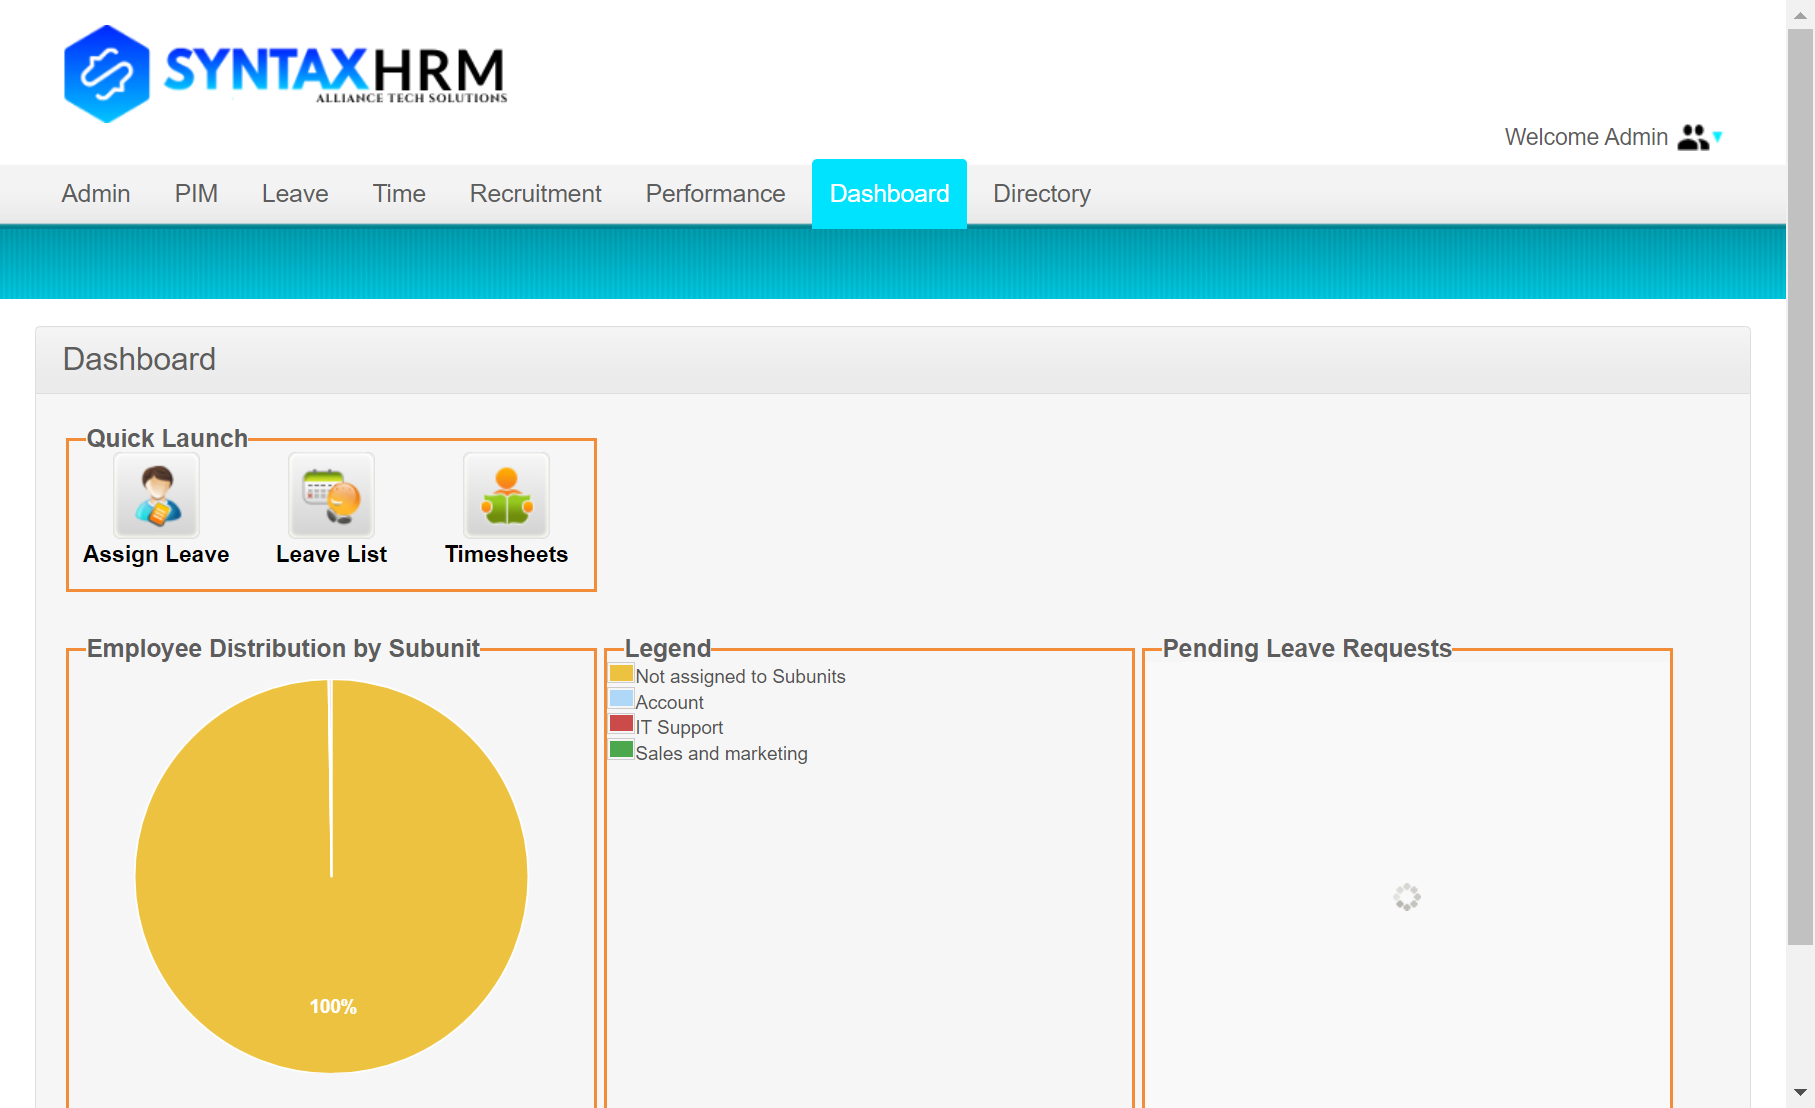 SYNTAXHRM
ALLIANCE TECH SOLUTIONS
Welcome Admin
Admin PIM Leave Time Recruitment Performance Dashboard Directory
Dashboard
Quick Launch
Assign Leave Leave List Timesheets
Employee Distribution by Subunit
100%
Legend
Not assigned to Subunits
Account
IT Support
Sales and marketing
Pending Leave Requests